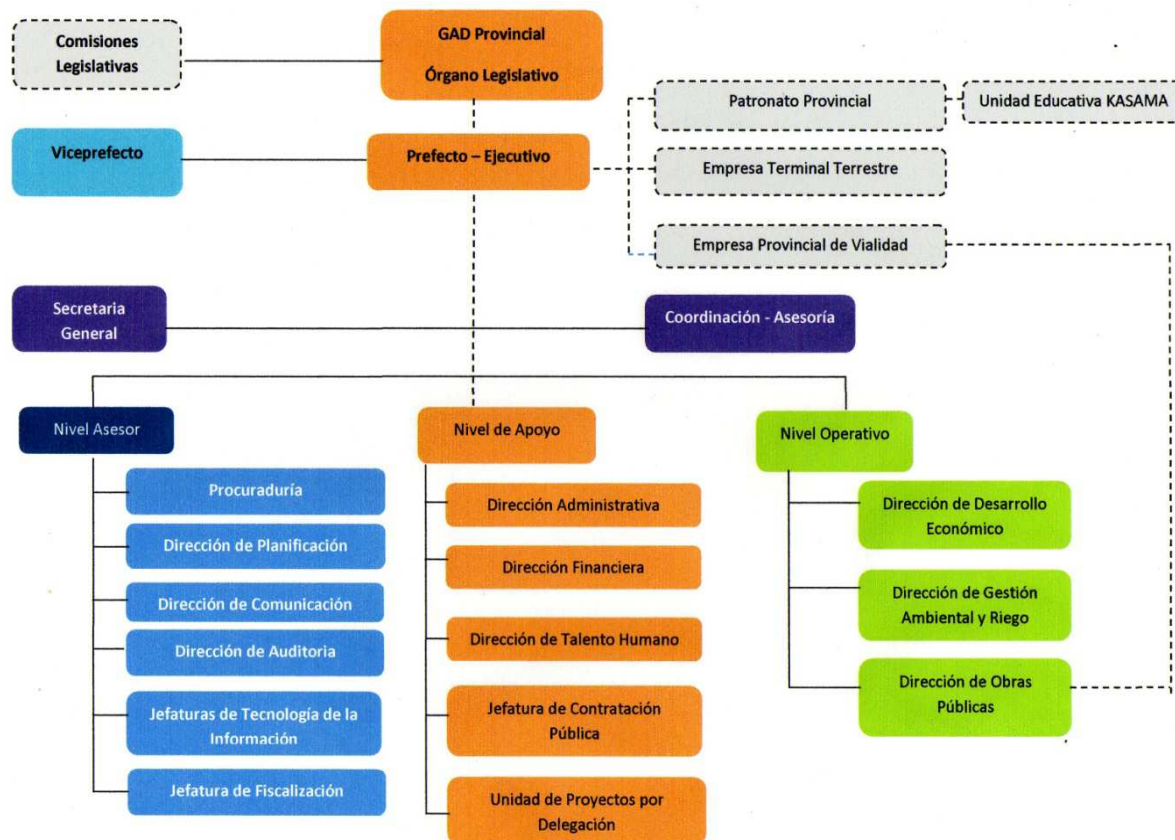 Comisiones
Legislativas
GAD Provincial
Órgano Legislativo
Patronato Provincial
Unidad Educativa KASAMA
Viceprefecto
Prefecto – Ejecutivo
Empresa Terminal Terrestre
Empresa Provincial de Vialidad
Secretaria
General
Coordinación - Asesoría
Nivel Asesor
Procuraduría
Dirección de Planificación
Dirección de Comunicación
Dirección de Auditoria
Jefaturas de Tecnología de la
Información
Jefatura de Fiscalización
Nivel de Apoyo
Dirección Administrativa
Dirección Financiera
Dirección de Talento Humano
Jefatura de Contratación
Pública
Unidad de Proyectos por
Delegación
Nivel Operativo
Dirección de Desarrollo
Económico
Dirección de Gestión
Ambiental y Riego
Dirección de Obras
Públicas